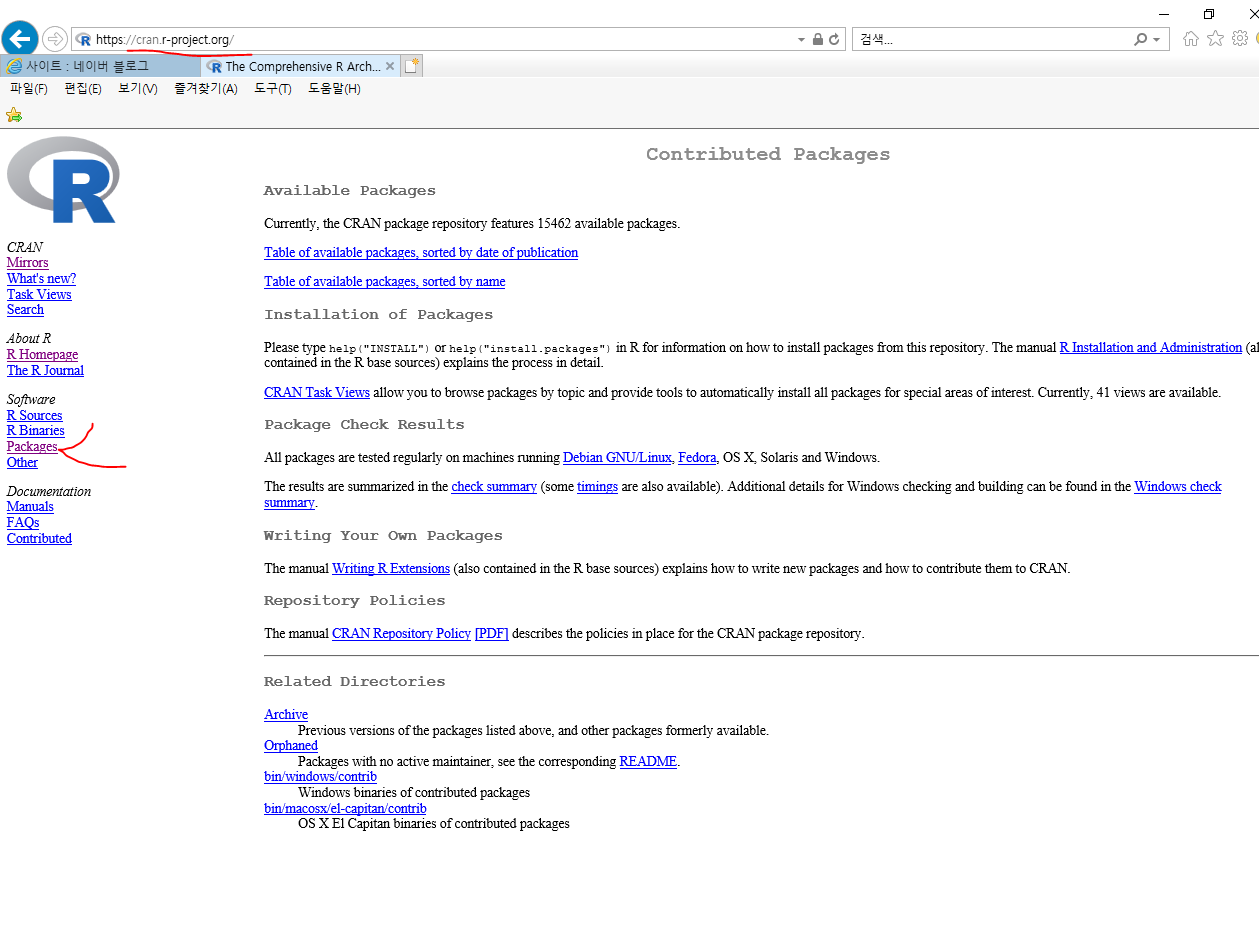 https://cran.r-project.org/
검색...
사이트 : 네이버 블로그
The Comprehensive R Arch...
파일(F) 편집(E) 보기(V) 즐겨찾기(A) 도구(T) 도움말(H)
R
CRAN
Mirrors
What's new?
Task Views
Search
About R
R Homepage
The R Journal
Software
R Sources
R Binaries
Packages
Other
Documentation
Manuals
FAQs
Contributed
Contributed Packages
Available Packages
Currently, the CRAN package repository features 15462 available packages.
Table of available packages, sorted by date of publication
Table of available packages, sorted by name
Installation of Packages
Please type help("INSTALL") or help("install.packages") in R for information on how to install packages from this repository. The manual R Installation and Administration (al
contained in the R base sources) explains the process in detail.
CRAN Task Views allow you to browse packages by topic and provide tools to automatically install all packages for special areas of interest. Currently, 41 views are available.
Package Check Results
All packages are tested regularly on machines running Debian GNU/Linux, Fedora, OS X, Solaris and Windows.
The results are summarized in the check summary (some timings are also available). Additional details for Windows checking and building can be found in the Windows check
summary.
Writing Your Own Packages
The manual Writing R Extensions (also contained in the R base sources) explains how to write new packages and how to contribute them to CRAN.
Repository Policies
The manual CRAN Repository Policy [PDF] describes the policies in place for the CRAN package repository.
Related Directories
Archive
Previous versions of the packages listed above, and other packages formerly available.
Orphaned
Packages with no active maintainer, see the corresponding README.
bin/windows/contrib
Windows binaries of contributed packages
bin/macosx/el-capitan/contrib
OS X El Capitan binaries of contributed packages